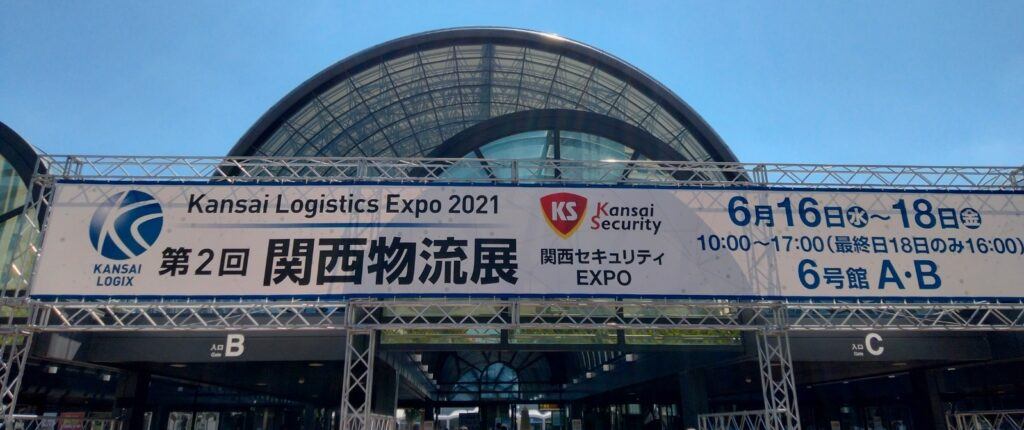 KANSAI
LOGIX
Kansai Logistics Expo 2021
第2回 関西物流展
KS
Kansai
Security
関西セキュリティ
EXPO
6月16日㊌～18日㊎
10:00～17:00(最終日18日のみ16:00)
6号館 A・B
入口
Gate
B
入口
Gate
C